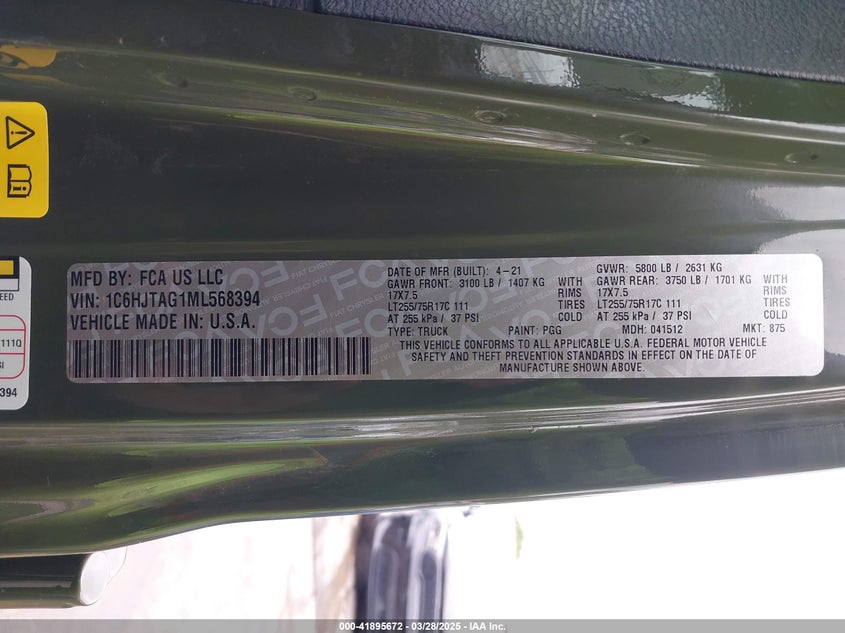 MFD BY: FCA US LLC
VIN: 1C6HJTAG1ML568394
VEHICLE MADE IN: U.S.A.
DATE OF MFR (BUILT): 4-21
GAWR FRONT: 3100 LB / 1407 KG
17X7.5
LT255/75R17C 111
AT 255 kPa / 37 PSI
TYPE: TRUCK
WITH
RIMS
TIRES
COLD
GVWR: 5800 LB / 2631 KG
GAWR REAR: 3750 LB / 1701 KG
17X7.5
LT255/75R17C 111
AT 255 kPa / 37 PSI
WITH
RIMS
TIRES
COLD
PAINT: PGG
MDH: 041512
MKT: 875
THIS VEHICLE CONFORMS TO ALL APPLICABLE U.S.A. FEDERAL MOTOR VEHICLE
SAFETY AND THEFT PREVENTION STANDARDS IN EFFECT ON THE DATE OF
MANUFACTURE SHOWN ABOVE.
111Q
394
000-41895672 - 03/28/2025 - IAA Inc.